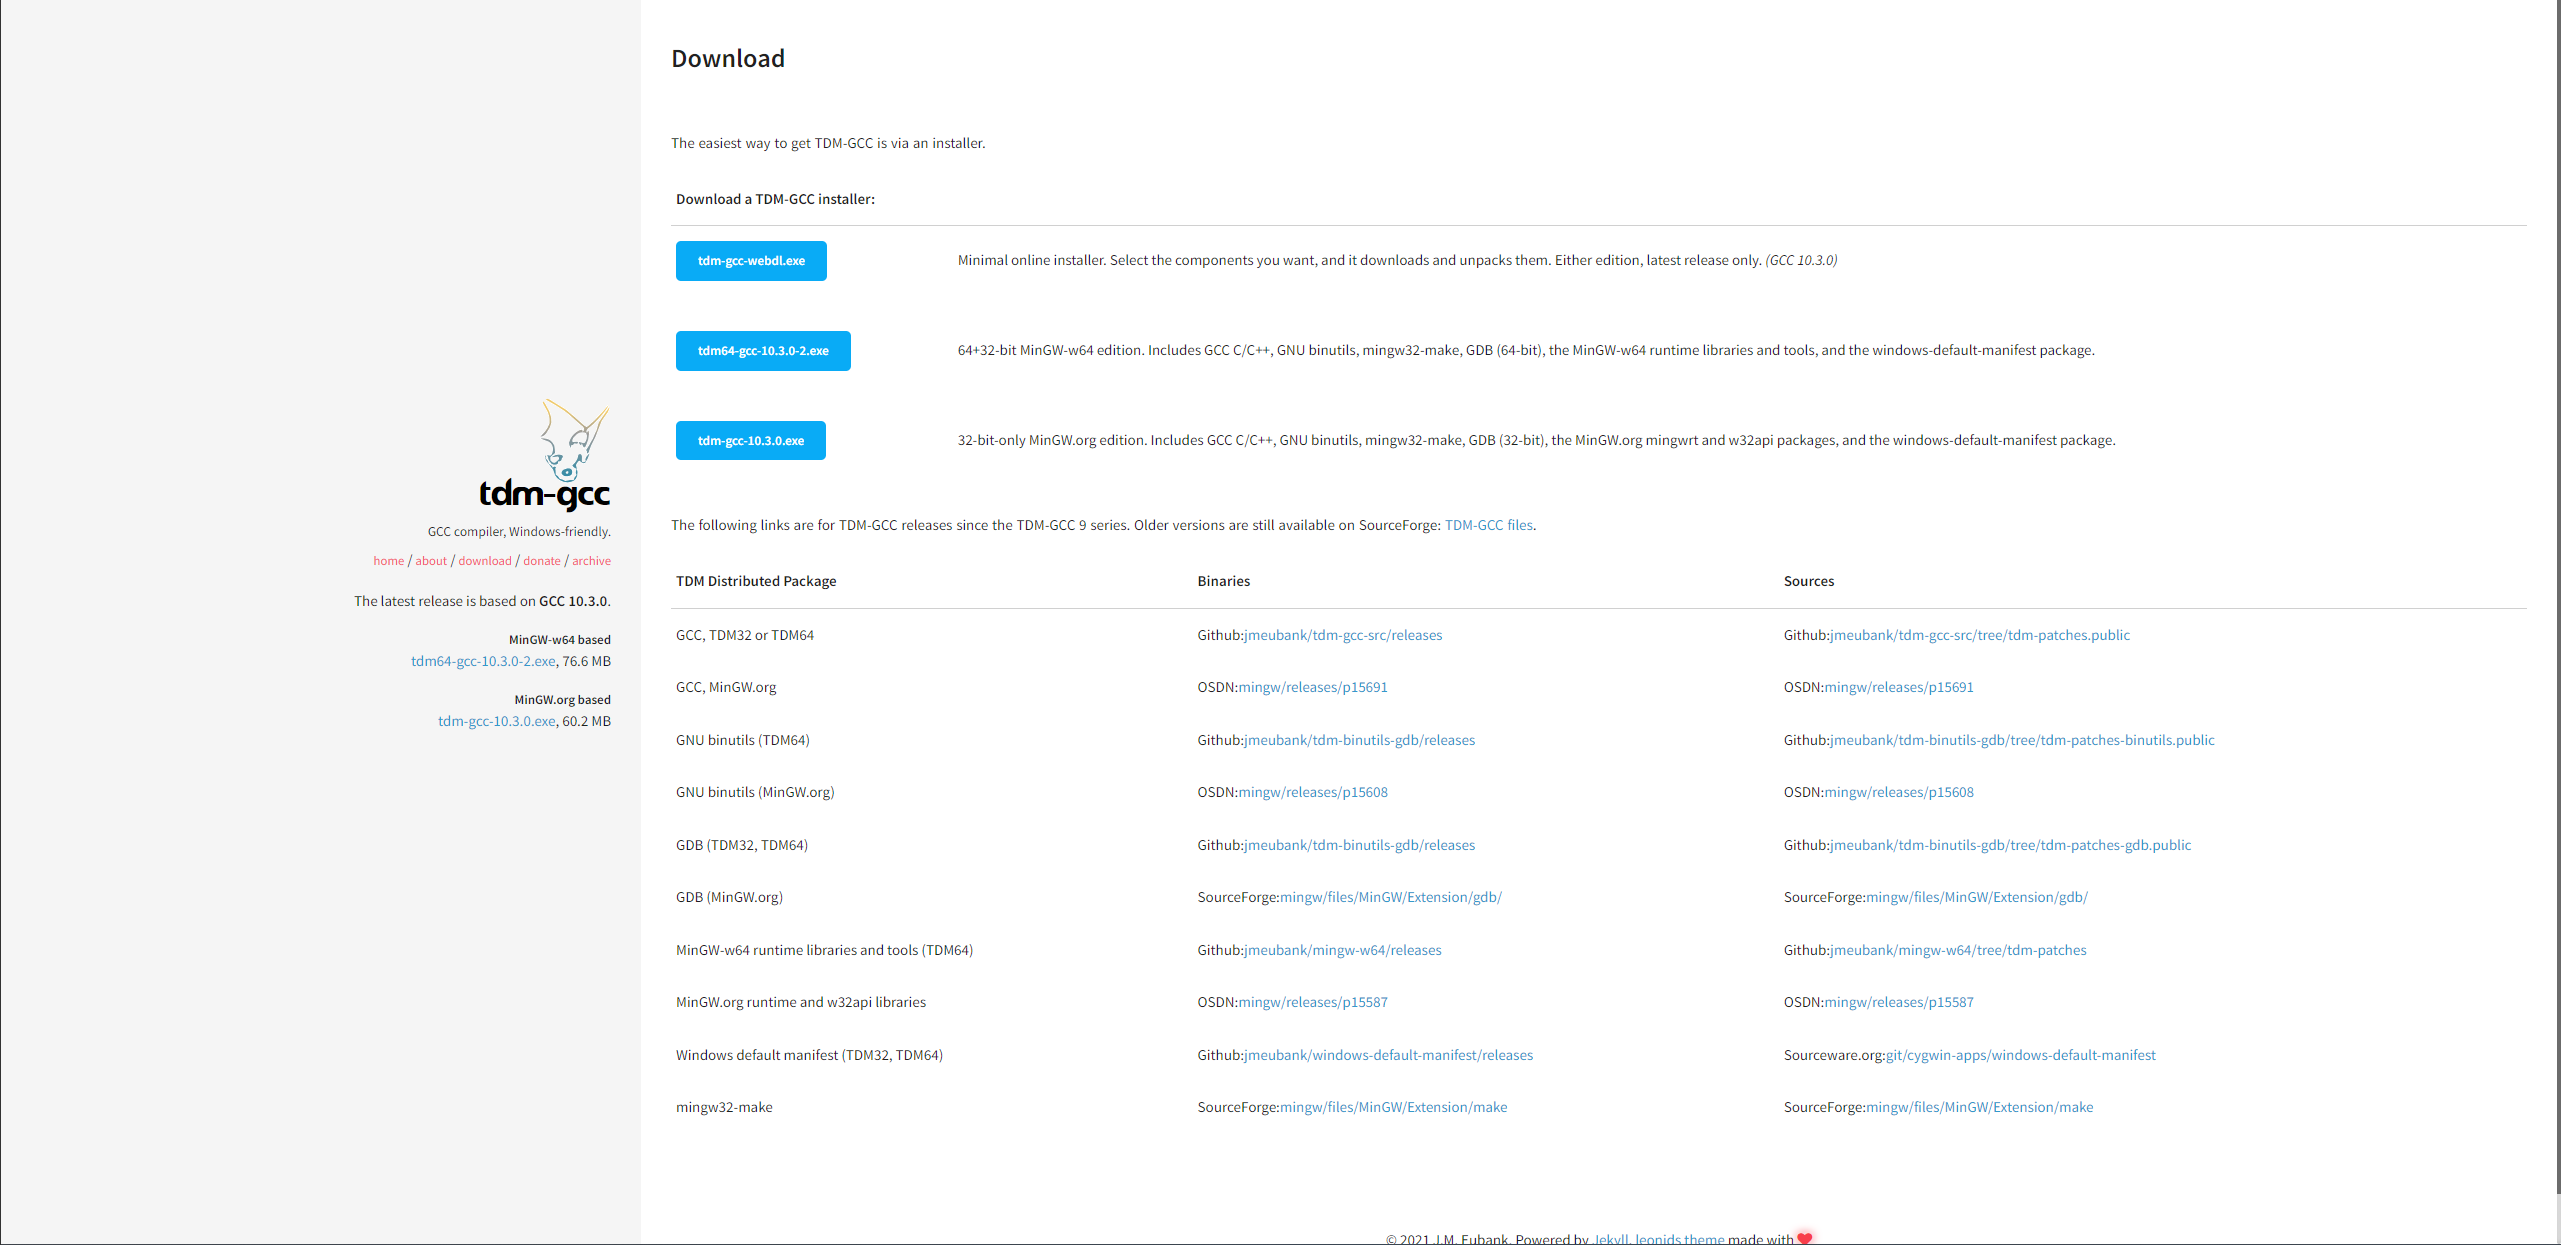 tdm-gcc
GCC compiler, Windows-friendly.
home / about / download / donate / archive
The latest release is based on GCC 10.3.0.
MinGW-w64 based
tdm64-gcc-10.3.0-2.exe, 76.6 MB
MinGW.org based
tdm-gcc-10.3.0.exe, 60.2 MB
Download
The easiest way to get TDM-GCC is via an installer.
Download a TDM-GCC installer:
tdm-gcc-webdl.exe Minimal online installer. Select the components you want, and it downloads and unpacks them. Either edition, latest release only. (GCC 10.3.0)
tdm64-gcc-10.3.0-2.exe 64+32-bit MinGW-w64 edition. Includes GCC C/C++, GNU binutils, mingw32-make, GDB (64-bit), the MinGW-w64 runtime libraries and tools, and the windows-default-manifest package.
tdm-gcc-10.3.0.exe 32-bit-only MinGW.org edition. Includes GCC C/C++, GNU binutils, mingw32-make, GDB (32-bit), the MinGW.org mingwrt and w32api packages, and the windows-default-manifest package.
The following links are for TDM-GCC releases since the TDM-GCC 9 series. Older versions are still available on SourceForge: TDM-GCC files.
TDM Distributed Package Binaries Sources
GCC, TDM32 or TDM64 Github:jmeubank/tdm-gcc-src/releases Github:jmeubank/tdm-gcc-src/tree/tdm-patches.public
GCC, MinGW.org OSDN:mingw/releases/p15691 OSDN:mingw/releases/p15691
GNU binutils (TDM64) Github:jmeubank/tdm-binutils-gdb/releases Github:jmeubank/tdm-binutils-gdb/tree/tdm-patches-binutils.public
GNU binutils (MinGW.org) OSDN:mingw/releases/p15608 OSDN:mingw/releases/p15608
GDB (TDM32, TDM64) Github:jmeubank/tdm-binutils-gdb/releases Github:jmeubank/tdm-binutils-gdb/tree/tdm-patches-gdb.public
GDB (MinGW.org) SourceForge:mingw/files/MinGW/Extension/gdb/ SourceForge:mingw/files/MinGW/Extension/gdb/
MinGW-w64 runtime libraries and tools (TDM64) Github:jmeubank/mingw-w64/releases Github:jmeubank/mingw-w64/tree/tdm-patches
MinGW.org runtime and w32api libraries OSDN:mingw/releases/p15587 OSDN:mingw/releases/p15587
Windows default manifest (TDM32, TDM64) Github:jmeubank/windows-default-manifest/releases Sourceware.org:git/cygwin-apps/windows-default-manifest
mingw32-make SourceForge:mingw/files/MinGW/Extension/make SourceForge:mingw/files/MinGW/Extension/make
© 2021 J.M. Eubank. Powered by Jekyll, leonids theme made with